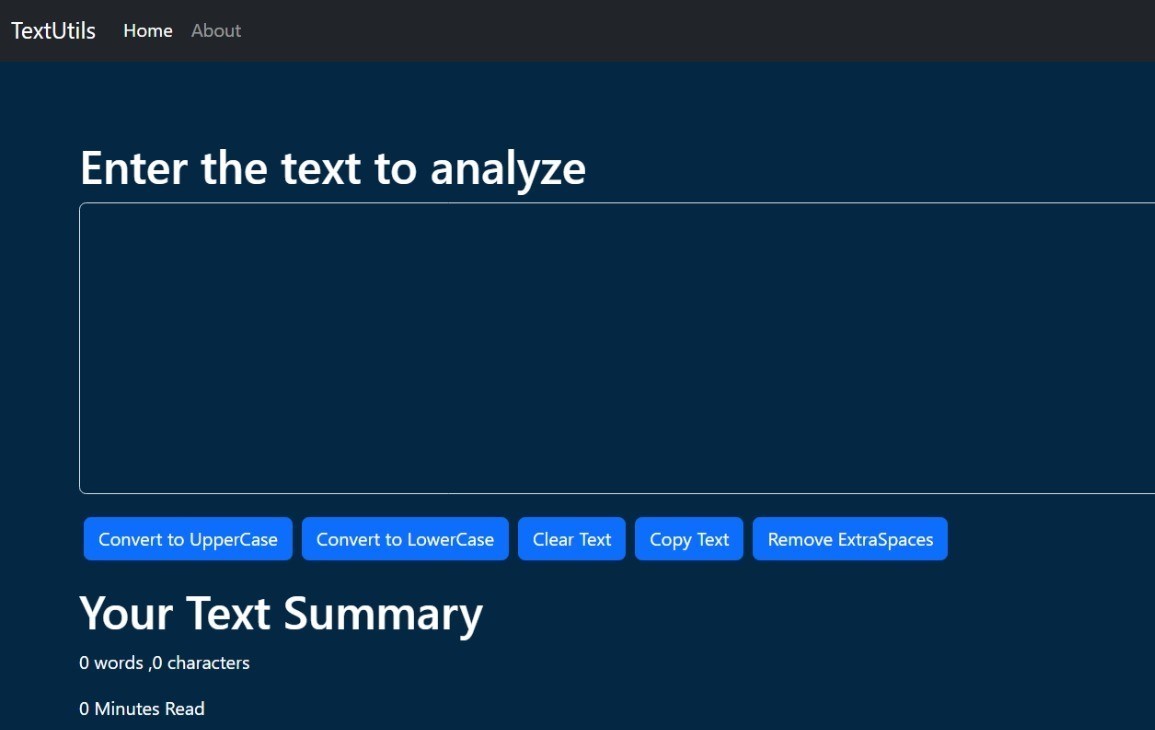 TextUtils Home About
Enter the text to analyze
Convert to UpperCase Convert to LowerCase Clear Text Copy Text Remove ExtraSpaces
Your Text Summary
0 words ,0 characters
0 Minutes Read